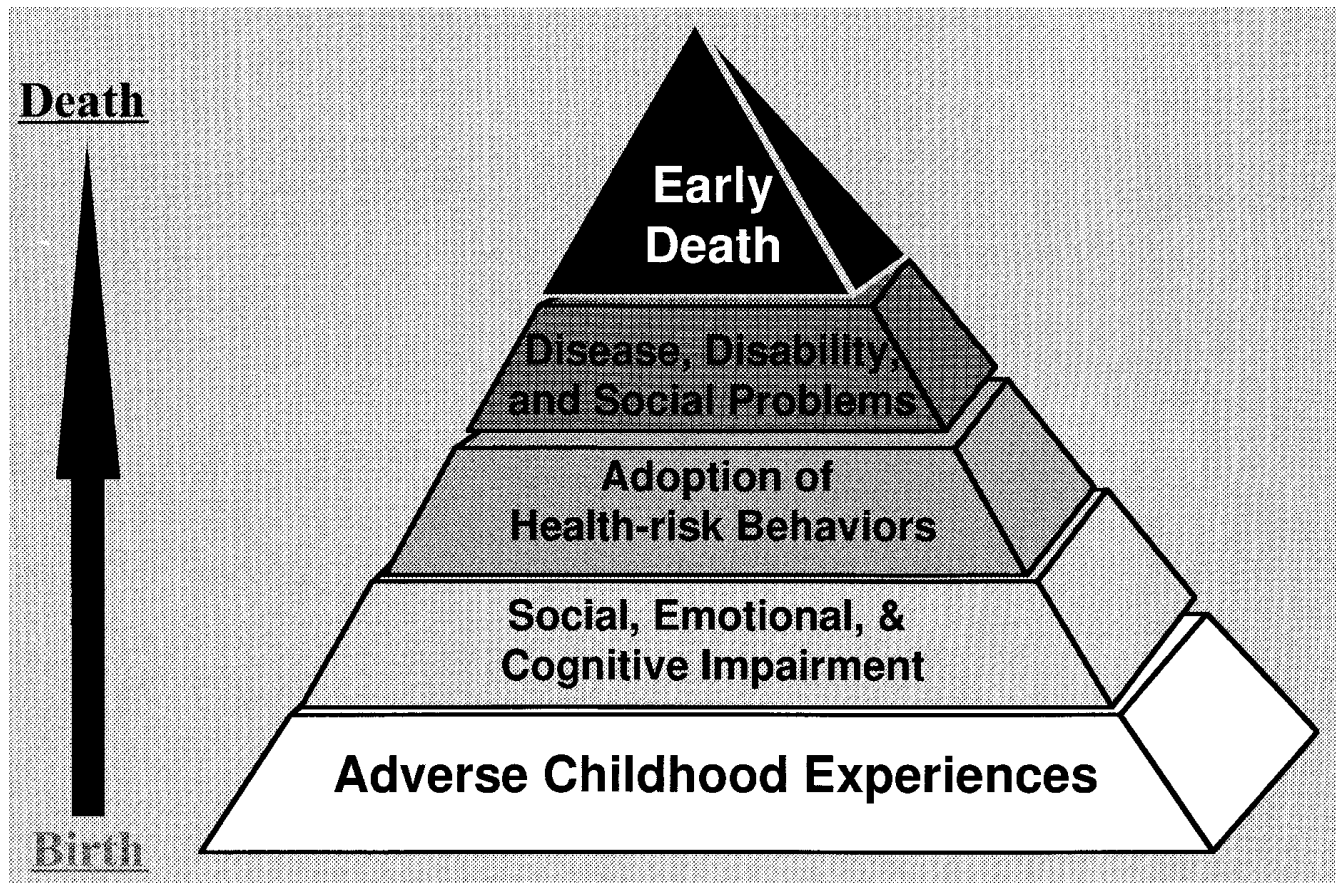 Death
Early
Death
Disease, Disability,
and Social Problems
Adoption of
Health-risk Behaviors
Social, Emotional, &
Cognitive Impairment
Adverse Childhood Experiences
Birth